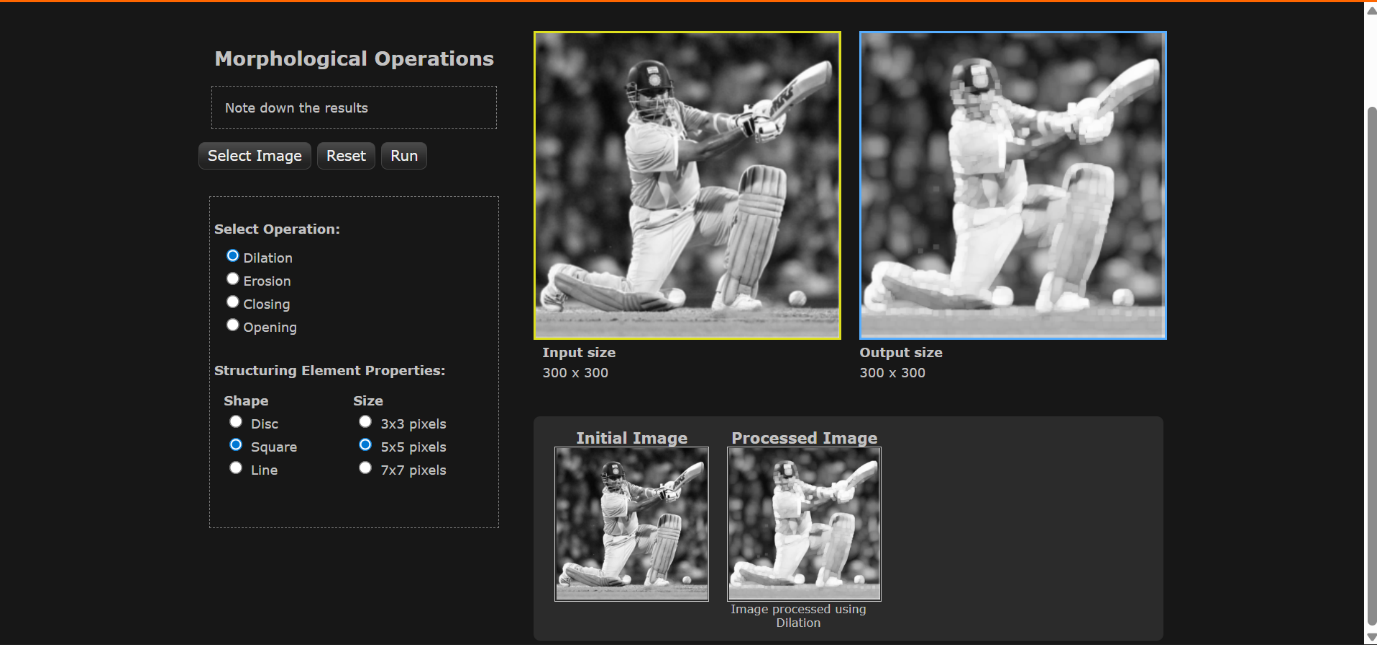 Morphological Operations
Note down the results
Select Image
Reset
Run
Select Operation:
Dilation
Erosion
Closing
Opening
Structuring Element Properties:
Shape
Size
Disc
3x3 pixels
Square
5x5 pixels
Line
7x7 pixels
Input size
300 x 300
Output size
300 x 300
Initial Image
Processed Image
Image processed using
Dilation